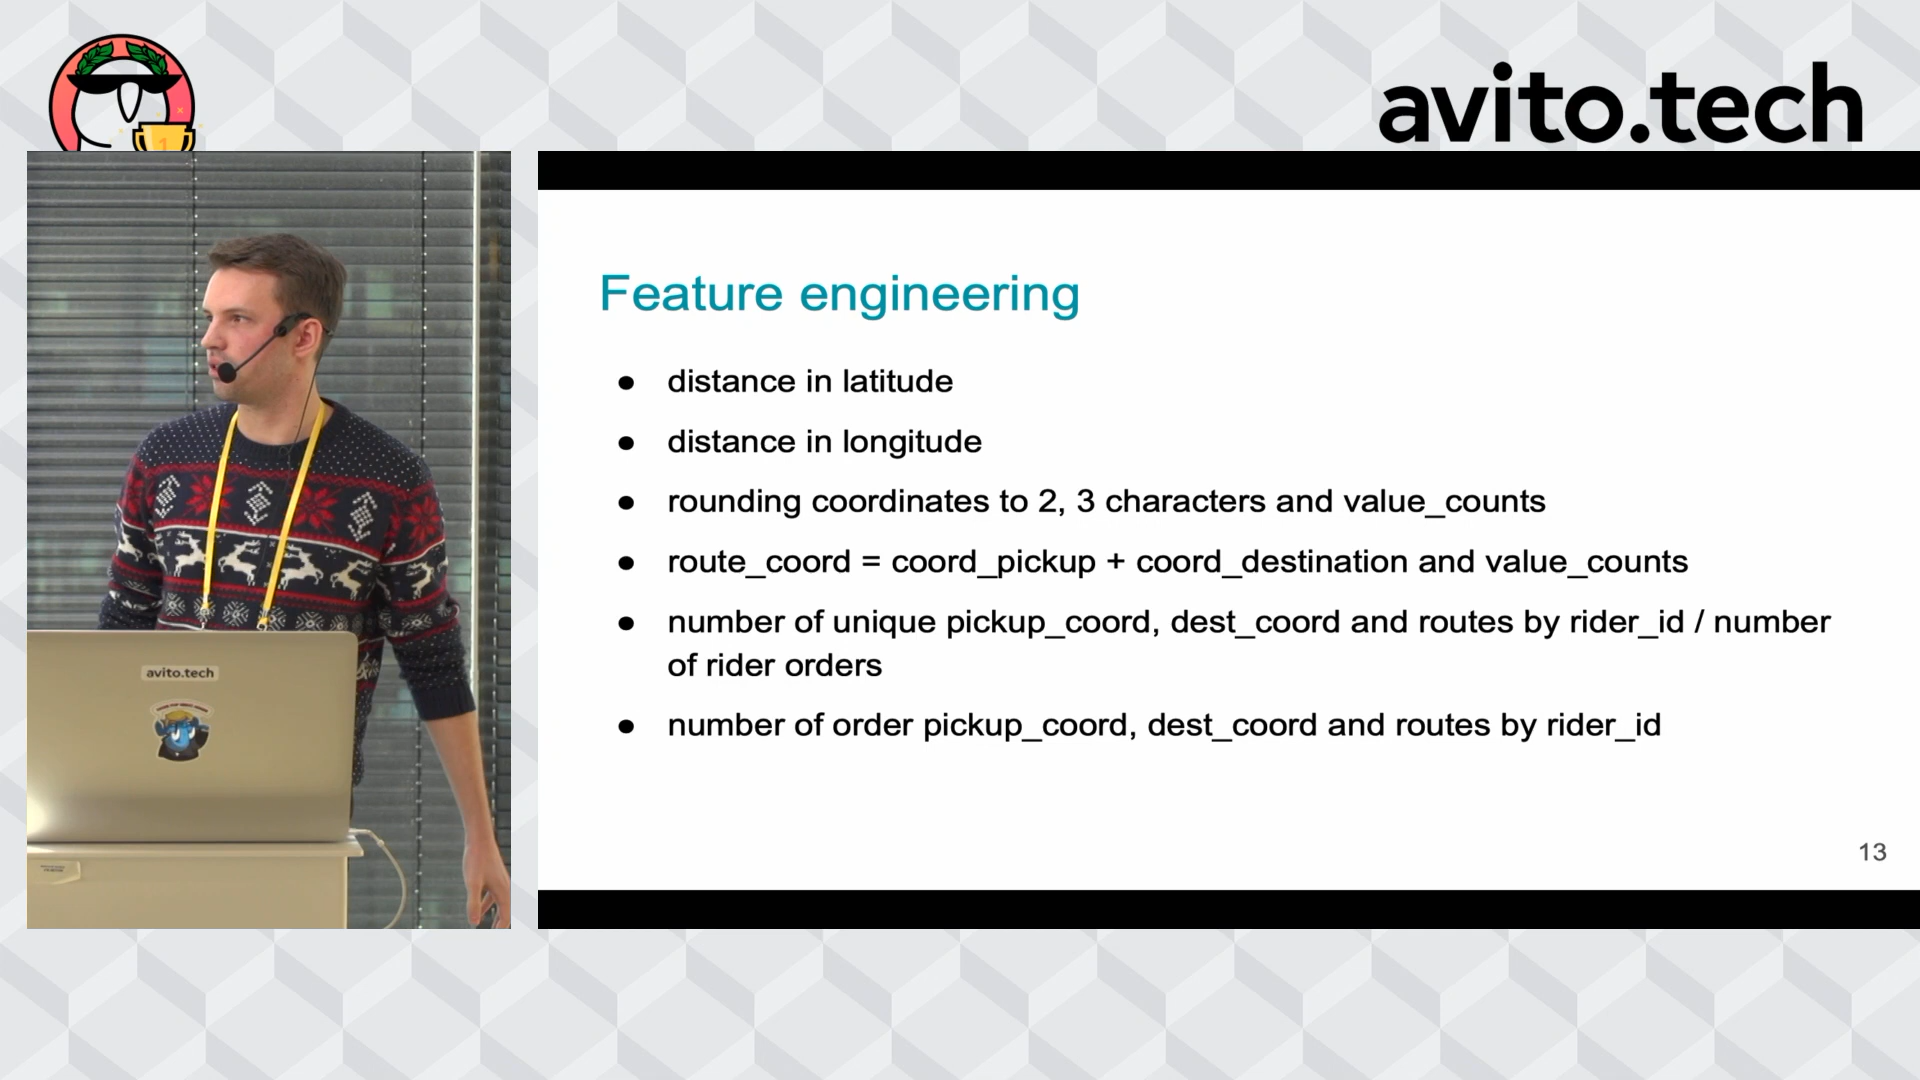 avito.tech
Feature engineering
● distance in latitude
● distance in longitude
● rounding coordinates to 2, 3 characters and value_counts
● route_coord = coord_pickup + coord_destination and value_counts
● number of unique pickup_coord, dest_coord and routes by rider_id / number
of rider orders
● number of order pickup_coord, dest_coord and routes by rider_id
13
avito.tech
1